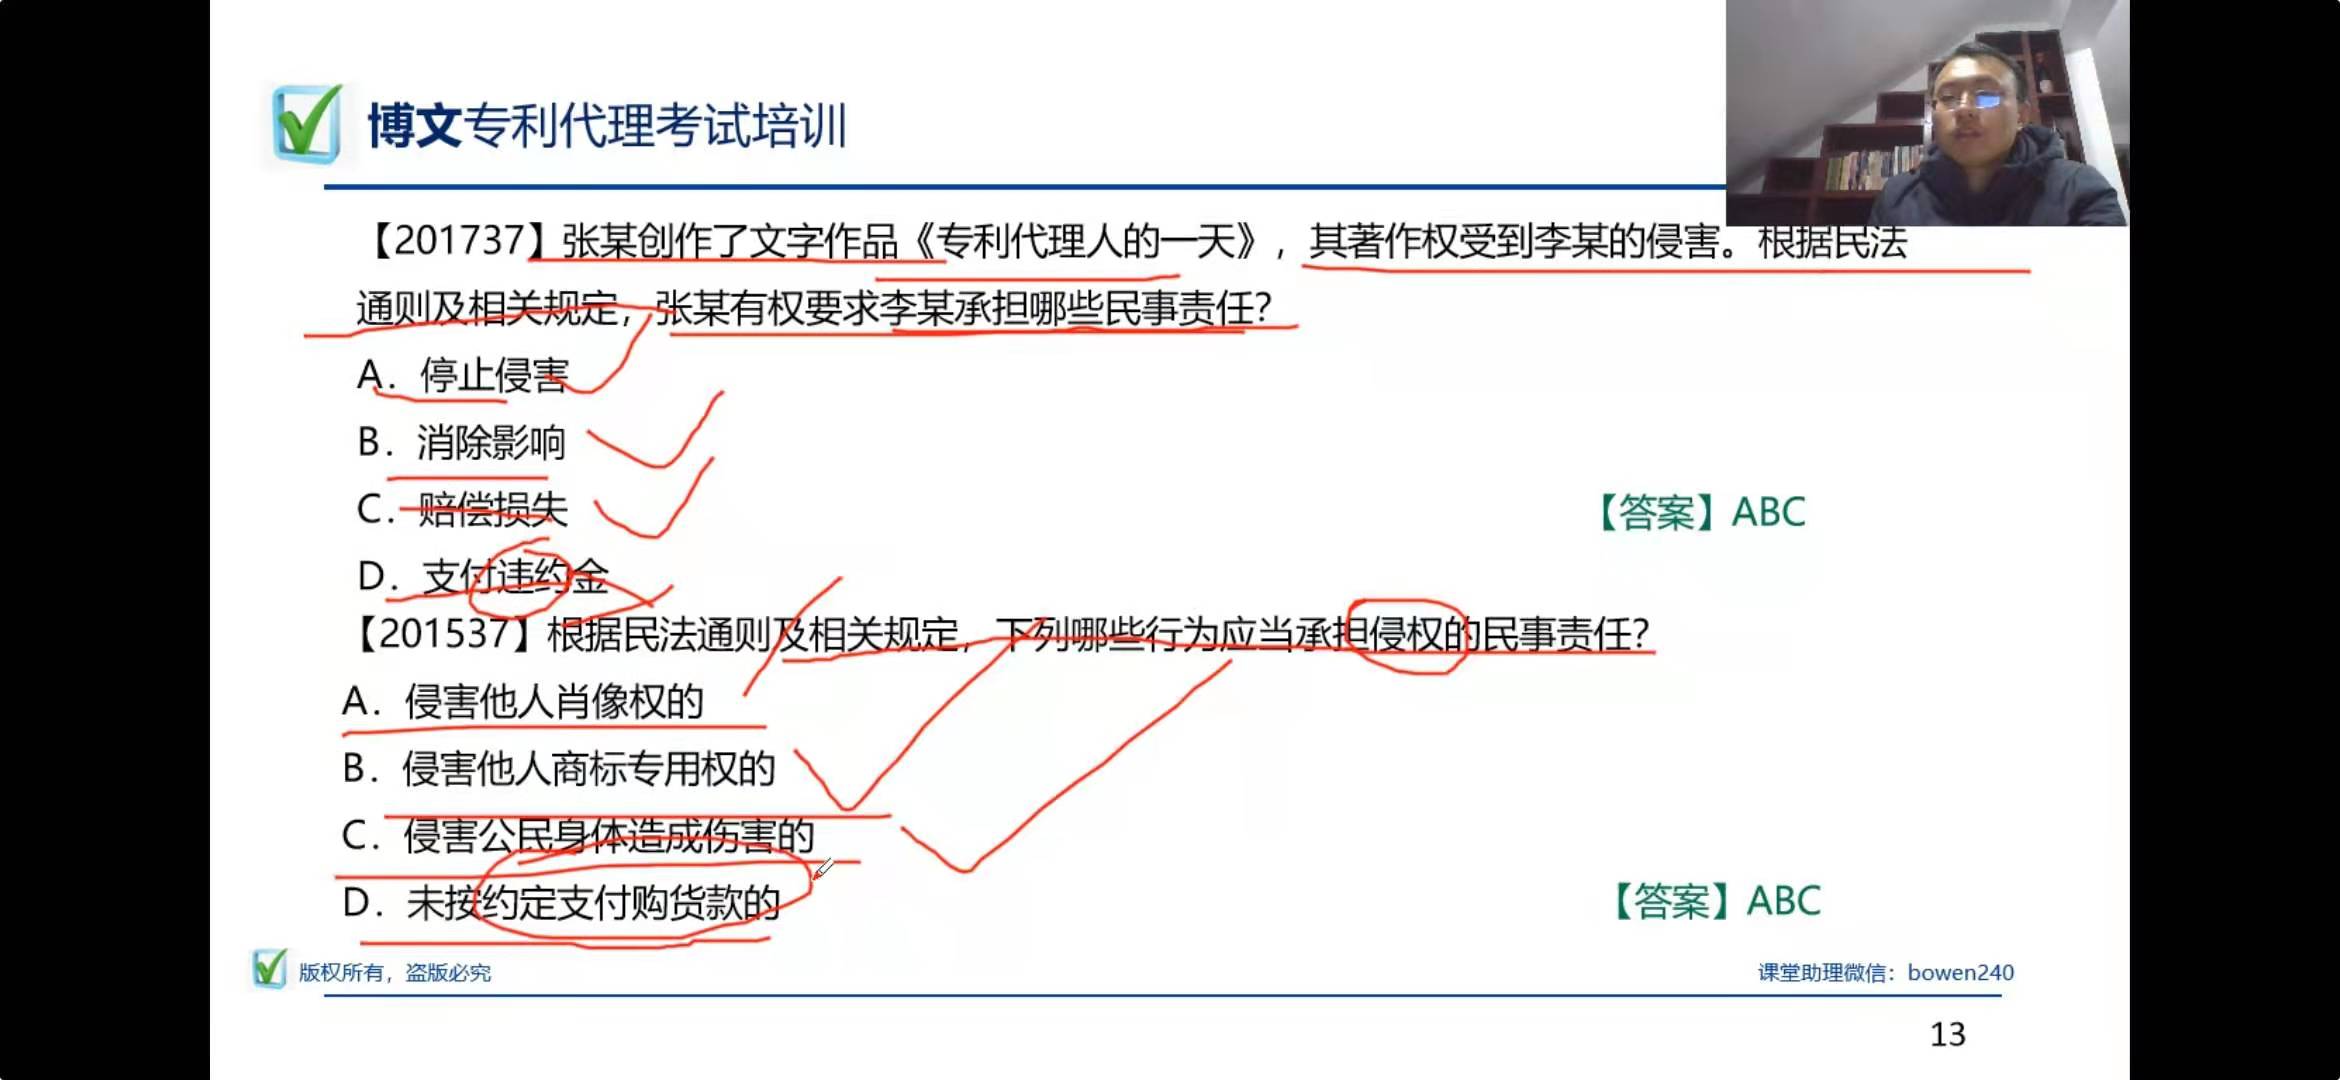 博文专利代理考试培训
【201737】张某创作了文字作品《专利代理人的一天》，其著作权受到李某的侵害。根据民法
通则及相关规定，张某有权要求李某承担哪些民事责任？
A．停止侵害
B．消除影响
C．赔偿损失
【答案】ABC
D．支付违约金
【201537】根据民法通则及相关规定，下列哪些行为应当承担侵权的民事责任？
A．侵害他人肖像权的
B．侵害他人商标专用权的
C．侵害公民身体造成伤害的
D．未按约定支付购货款的
【答案】ABC
版权所有，盗版必究
课堂助理微信：bowen240
13